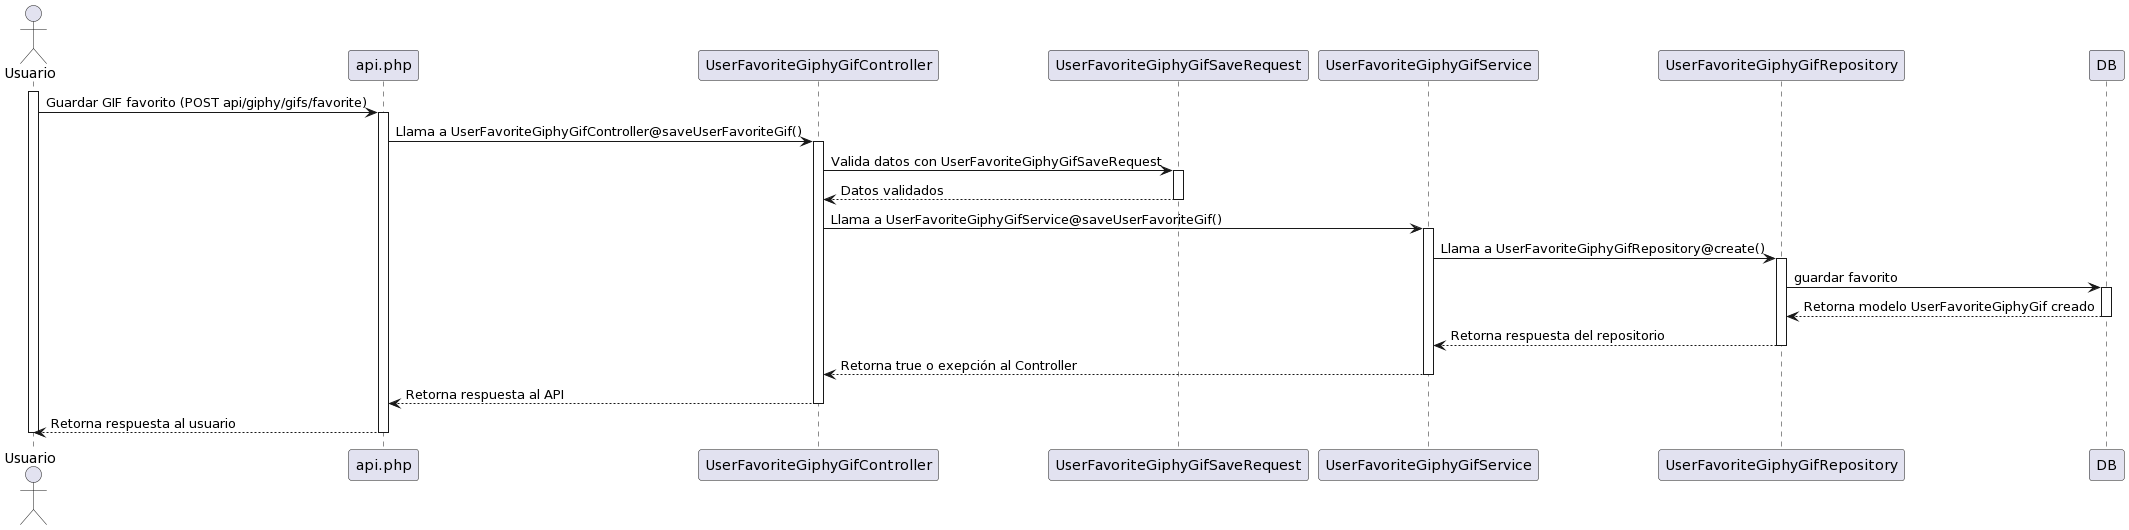 Usuario
api.php
UserFavoriteGiphyGifController
UserFavoriteGiphyGifSaveRequest
UserFavoriteGiphyGifService
UserFavoriteGiphyGifRepository
DB
Guardar GIF favorito (POST api/giphy/gifs/favorite)
Llama a UserFavoriteGiphyGifController@saveUserFavoriteGif()
Valida datos con UserFavoriteGiphyGifSaveRequest
Datos validados
Llama a UserFavoriteGiphyGifService@saveUserFavoriteGif()
Llama a UserFavoriteGiphyGifRepository@create()
guardar favorito
Retorna modelo UserFavoriteGiphyGif creado
Retorna respuesta del repositorio
Retorna true o exepción al Controller
Retorna respuesta al API
Retorna respuesta al usuario
Usuario
api.php
UserFavoriteGiphyGifController
UserFavoriteGiphyGifSaveRequest
UserFavoriteGiphyGifService
UserFavoriteGiphyGifRepository
DB